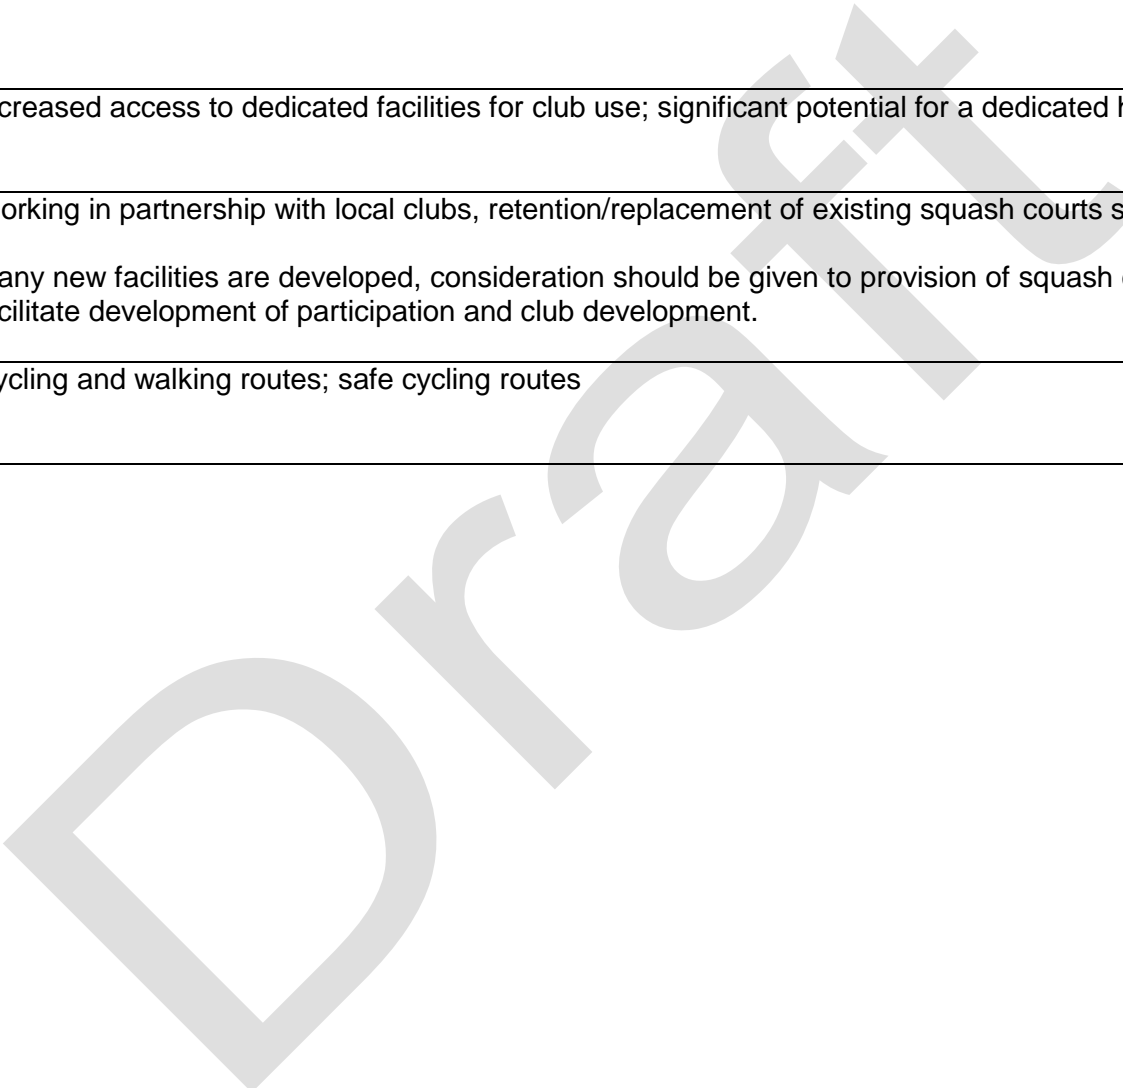 creased access to dedicated facilities for club use; significant potential for a dedicated
orking in partnership with local clubs, retention/replacement of existing squash courts
any new facilities are developed, consideration should be given to provision of squash
cilitate development of participation and club development.
ycling and walking routes; safe cycling routes
Draft